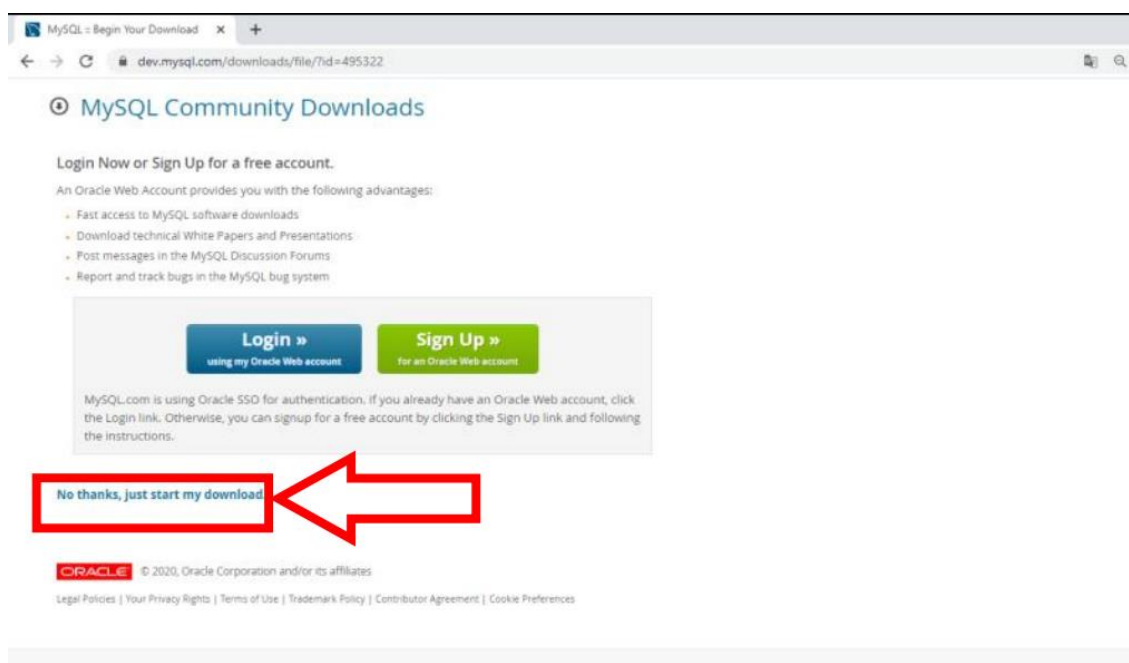 MySQL :: Begin Your Download
dev.mysql.com/downloads/file/?id=495322
MySQL Community Downloads
Login Now or Sign Up for a free account.
An Oracle Web Account provides you with the following advantages:
Fast access to MySQL software downloads
Download technical White Papers and Presentations
Post messages in the MySQL Discussion Forums
Report and track bugs in the MySQL bug system
Login »
using my Oracle Web account
Sign Up »
for an Oracle Web account
MySQL.com is using Oracle SSO for authentication. If you already have an Oracle Web account, click
the Login link. Otherwise, you can signup for a free account by clicking the Sign Up link and following
the instructions.
No thanks, just start my download.
ORACLE © 2020, Oracle Corporation and/or its affiliates
Legal Policies | Your Privacy Rights | Terms of Use | Trademark Policy | Contributor Agreement | Cookie Preferences